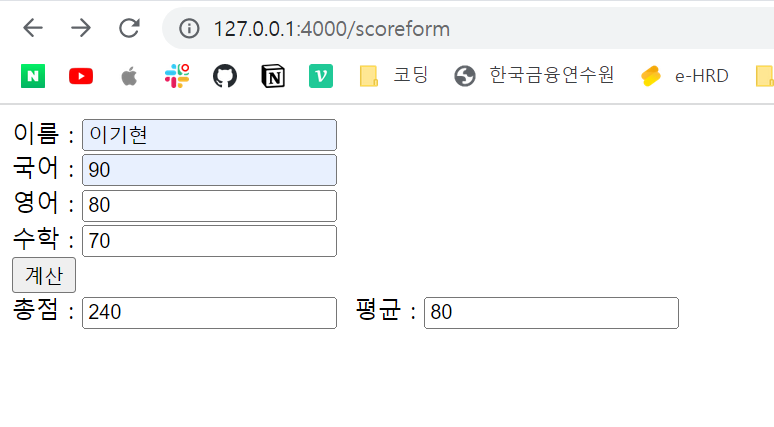 127.0.0.1:4000/scoreform
N V 코딩 한국금융연수원 e-HRD
이름 : 이기현
국어 : 90
영어 : 80
수학 : 70
계산
총점 : 240 평균 : 80